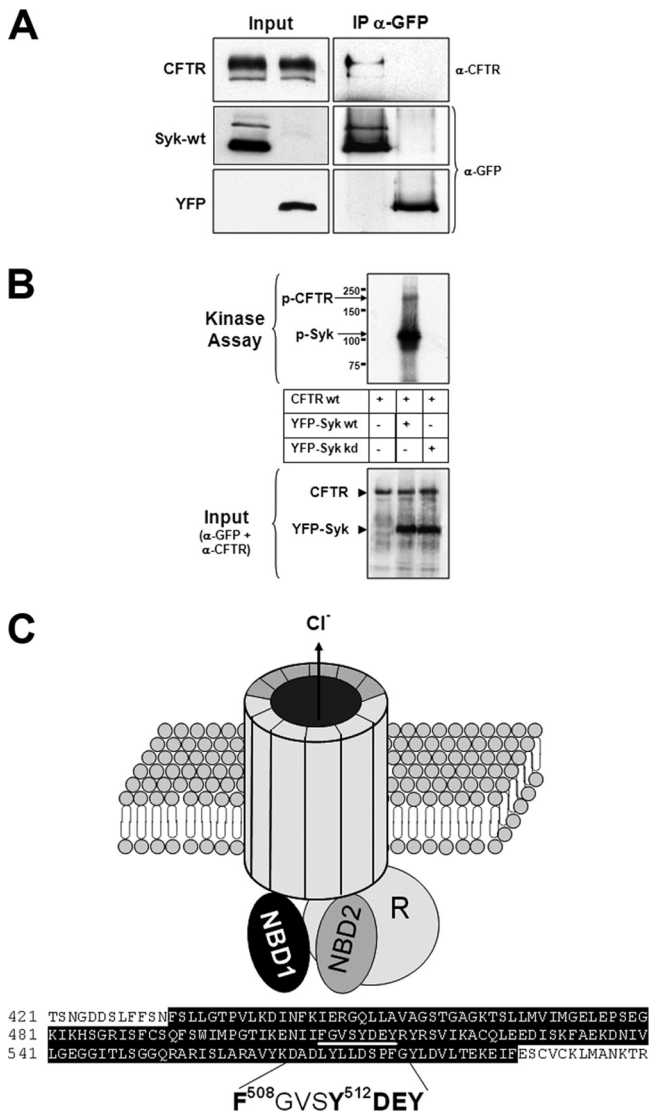 A
Input IP α-GFP
CFTR α-CFTR
Syk-wt
α-GFP
YFP
B
Kinase Assay
p-CFTR
p-Syk
250
150
100
75
CFTR wt + + +
YFP-Syk wt - + -
YFP-Syk kd - - +
Input
(α-GFP +
α-CFTR)
CFTR
YFP-Syk
C
Cl-
NBD1
NBD2
R
421 TSNGDDSLFFSNFSLLGTPVLKDINFKIERGQLLAVAGSTGAGKTSLLMVIMGELEPSEG
481 KIKHSGRISFCSQFSWIMPGTIKENIIFGVSYDEYRYRSVIKACQLEEDISKFAEKDNIV
541 LGEGGITLSGGQRARISLARAVYKDADLYLLDSPFGYLDVLTEKEIFESCVCKLMANKTR
F508GVSY512DEY